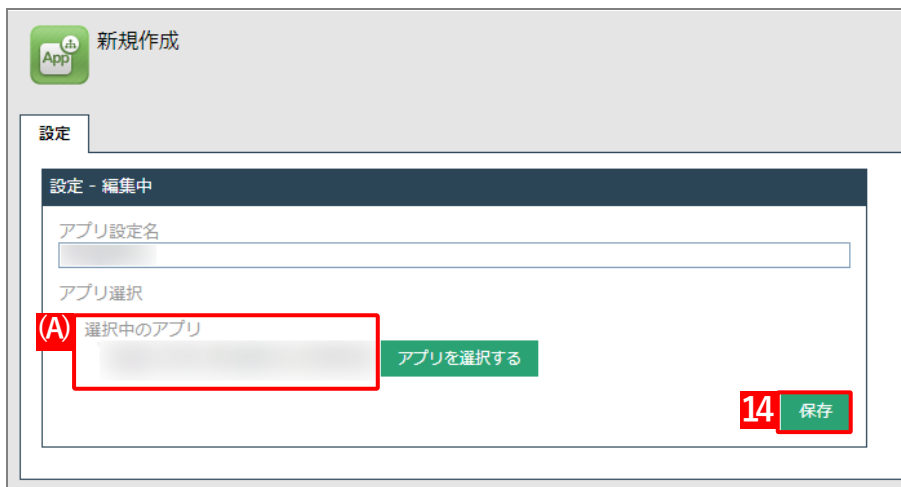 App
新規作成
設定
設定 - 編集中
アプリ設定名
アプリ選択
(A)
選択中のアプリ
アプリを選択する
14
保存